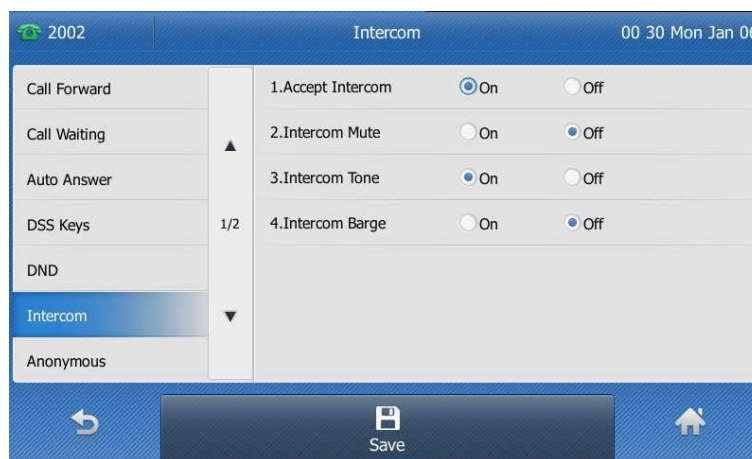 2002 Intercom 00 30 Mon Jan 06
Call Forward
Call Waiting
Auto Answer
DSS Keys
DND
Intercom
Anonymous
1/2
1.Accept Intercom On Off
2.Intercom Mute On Off
3.Intercom Tone On Off
4.Intercom Barge On Off
Save